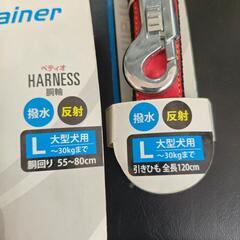 ainer
ペティオ
HARNESS
胴輪
撥水 反射
L 大型犬用
〜30kgまで
胴回り 55〜80cm
撥水 反射
L 大型犬用
〜30kgまで
引きひも 全長120cm